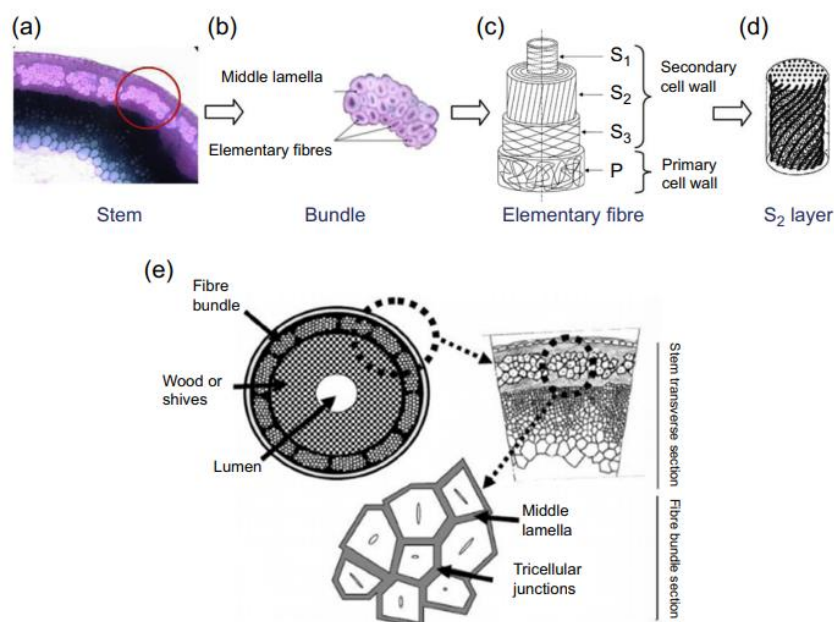 (a)
(b)
(c)
(d)
Middle lamella
Elementary fibres
S1
S2
S3
P
Secondary
cell wall
Primary
cell wall
Stem
Bundle
Elementary fibre
S2 layer
(e)
Fibre
bundle
Wood or
shives
Lumen
Middle
lamella
Tricellular
junctions
Stem transverse section
Fibre bundle section